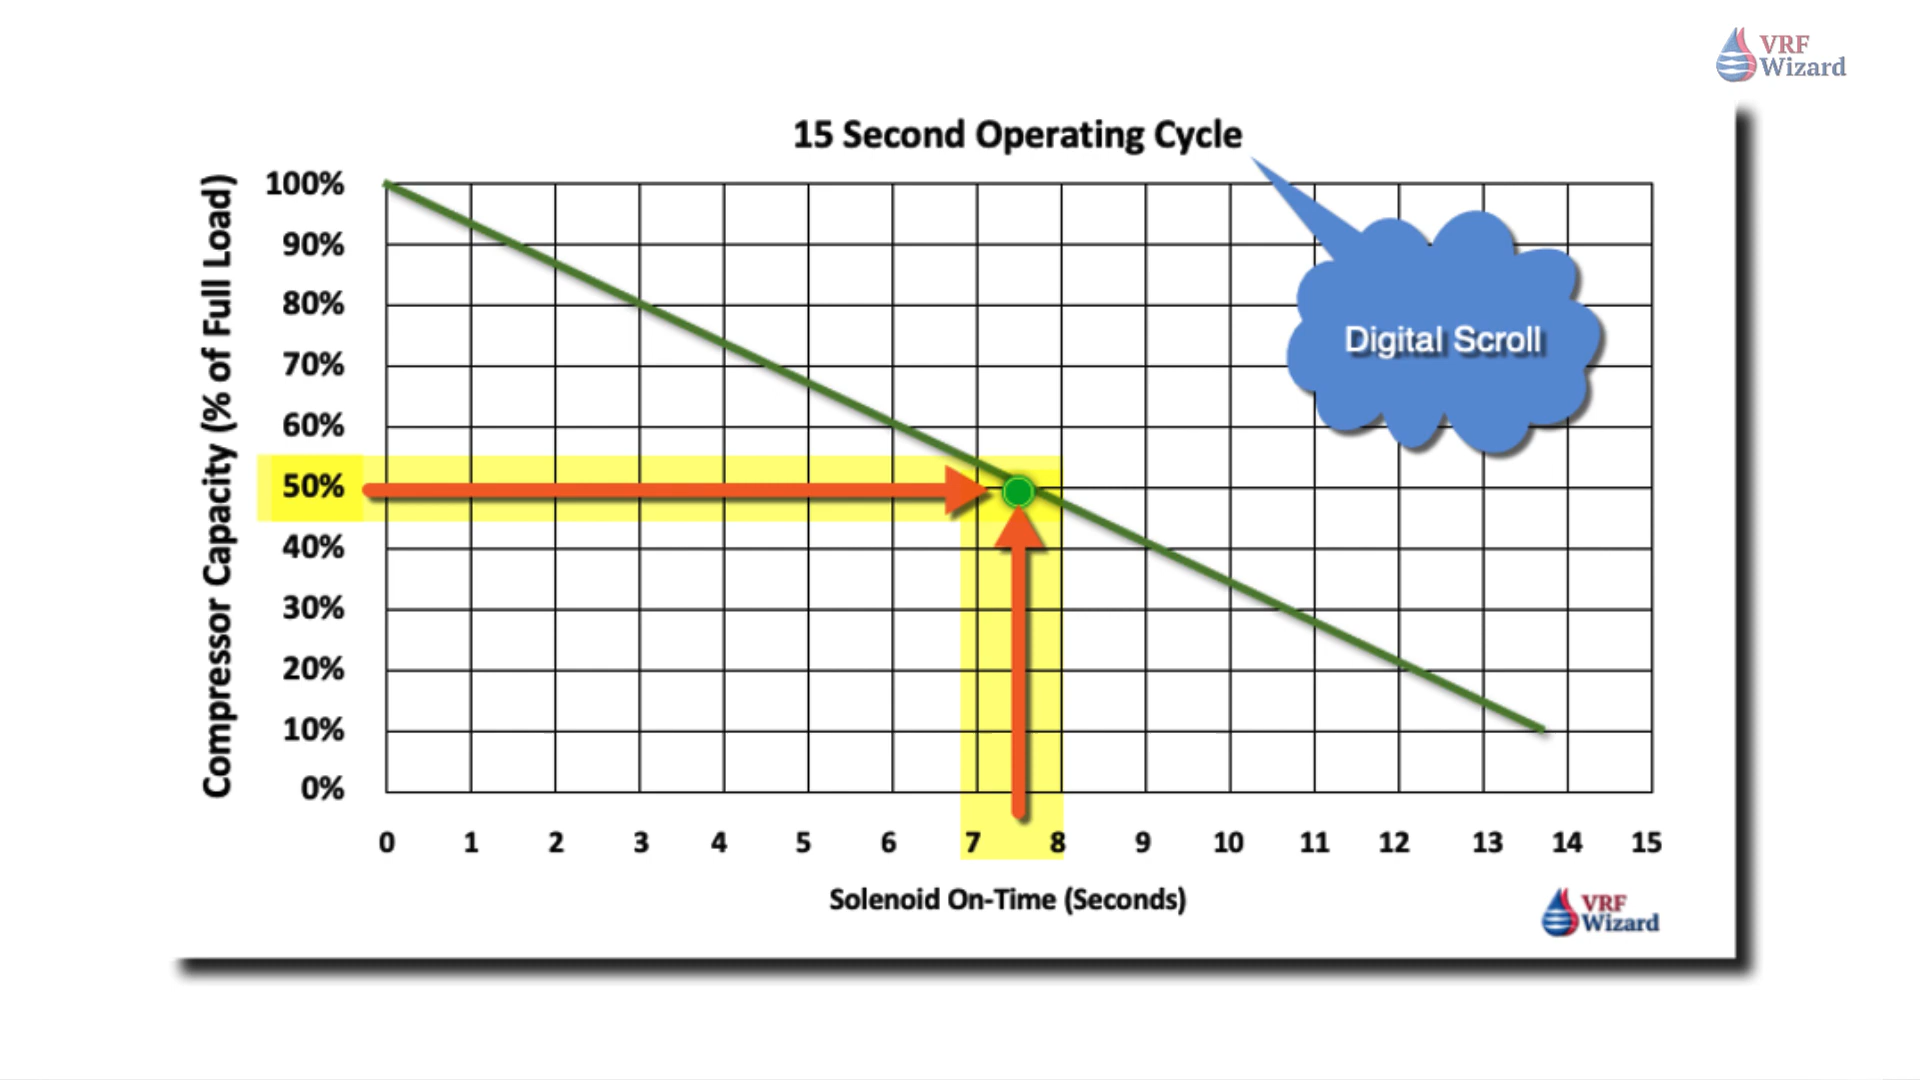 VRF
Wizard
15 Second Operating Cycle
Compressor Capacity (% of Full Load)
100%
90%
80%
70%
60%
50%
40%
30%
20%
10%
0%
Digital Scroll
0 1 2 3 4 5 6 7 8 9 10 11 12 13 14 15
Solenoid On-Time (Seconds)
VRF
Wizard